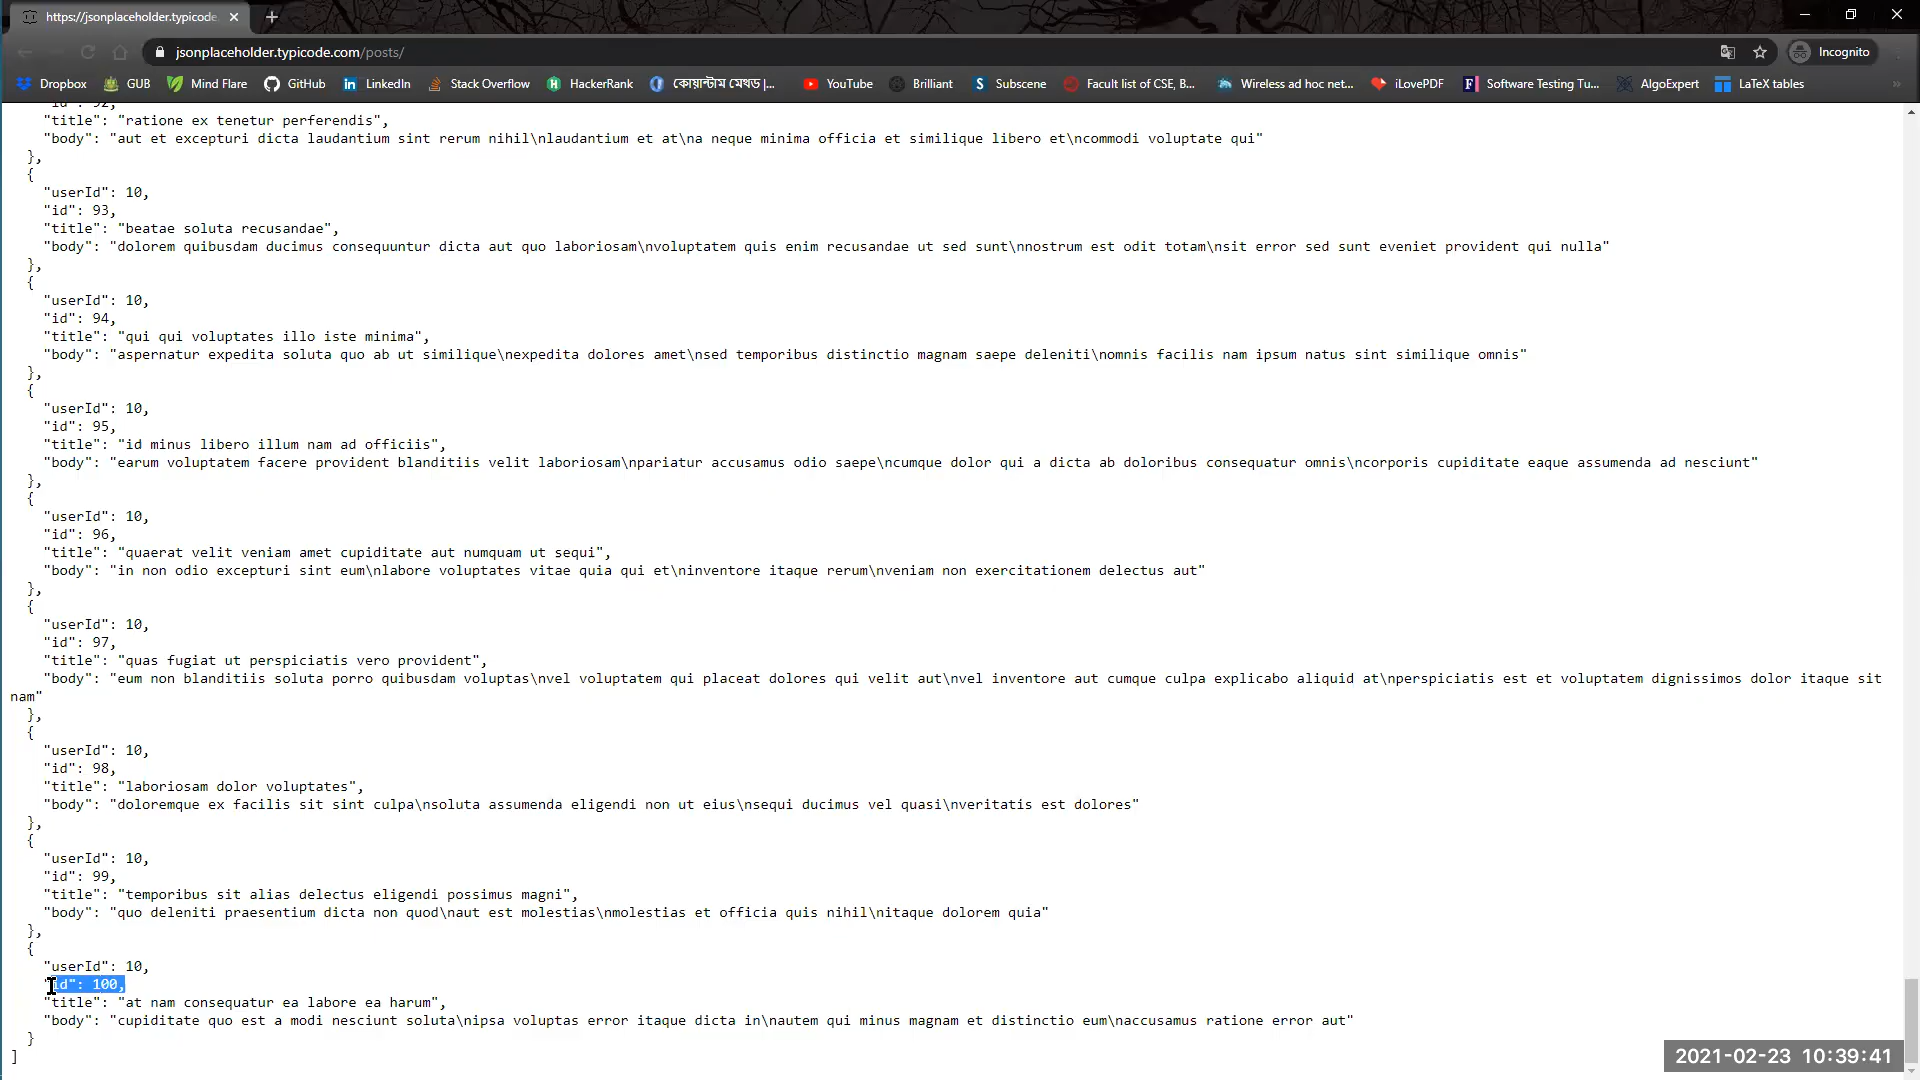 https://jsonplaceholder.typicode.
jsonplaceholder.typicode.com/posts/
Incognito
Dropbox GUB Mind Flare GitHub LinkedIn Stack Overflow HackerRank কোয়ান্টাম মেথড |... YouTube Brilliant Subscene Facult list of CSE, B... Wireless ad hoc net... iLovePDF Software Testing Tu... AlgoExpert LaTeX tables »
"id": 92,
"title": "ratione ex tenetur perferendis",
"body": "aut et excepturi dicta laudantium sint rerum nihil\nlaudantium et at\na neque minima officia et similique libero et\ncommodi voluptate qui"
},
{
"userId": 10,
"id": 93,
"title": "beatae soluta recusandae",
"body": "dolorem quibusdam ducimus consequuntur dicta aut quo laboriosam\nvoluptatem quis enim recusandae ut sed sunt\nnostrum est odit totam\nsit error sed sunt eveniet provident qui nulla"
},
{
"userId": 10,
"id": 94,
"title": "qui qui voluptates illo iste minima",
"body": "aspernatur expedita soluta quo ab ut similique\nexpedita dolores amet\nsed temporibus distinctio magnam saepe deleniti\nomnis facilis nam ipsum natus sint similique omnis"
},
{
"userId": 10,
"id": 95,
"title": "id minus libero illum nam ad officiis",
"body": "earum voluptatem facere provident blanditiis velit laboriosam\npariatur accusamus odio saepe\ncumque dolor qui a dicta ab doloribus consequatur omnis\ncorporis cupiditate eaque assumenda ad nesciunt"
},
{
"userId": 10,
"id": 96,
"title": "quaerat velit veniam amet cupiditate aut numquam ut sequi",
"body": "in non odio excepturi sint eum\nlabore voluptates vitae quia qui et\ninventore itaque rerum\nveniam non exercitationem delectus aut"
},
{
"userId": 10,
"id": 97,
"title": "quas fugiat ut perspiciatis vero provident",
"body": "eum non blanditiis soluta porro quibusdam voluptas\nvel voluptatem qui placeat dolores qui velit aut\nvel inventore aut cumque culpa explicabo aliquid at\nperspiciatis est et voluptatem dignissimos dolor itaque sit
nam"
},
{
"userId": 10,
"id": 98,
"title": "laboriosam dolor voluptates",
"body": "doloremque ex facilis sit sint culpa\nsoluta assumenda eligendi non ut eius\nsequi ducimus vel quasi\nveritatis est dolores"
},
{
"userId": 10,
"id": 99,
"title": "temporibus sit alias delectus eligendi possimus magni",
"body": "quo deleniti praesentium dicta non quod\naut est molestias\nmolestias et officia quis nihil\nitaque dolorem quia"
},
{
"userId": 10,
"id": 100,
"title": "at nam consequatur ea labore ea harum",
"body": "cupiditate quo est a modi nesciunt soluta\nipsa voluptas error itaque dicta in\nautem qui minus magnam et distinctio eum\naccusamus ratione error aut"
}
]
2021-02-23 10:39:41